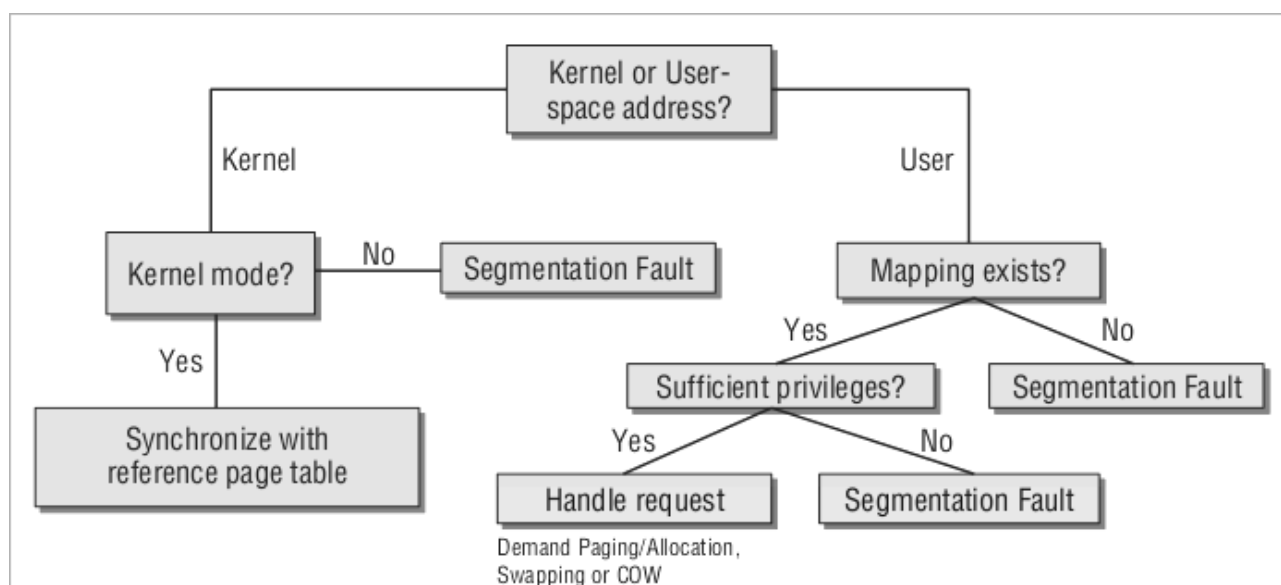 Kernel or User-
space address?
Kernel
User
Kernel mode?
No
Segmentation Fault
Mapping exists?
Yes
Yes
No
Sufficient privileges?
Segmentation Fault
Synchronize with
reference page table
Yes
No
Handle request
Segmentation Fault
Demand Paging/Allocation,
Swapping or COW